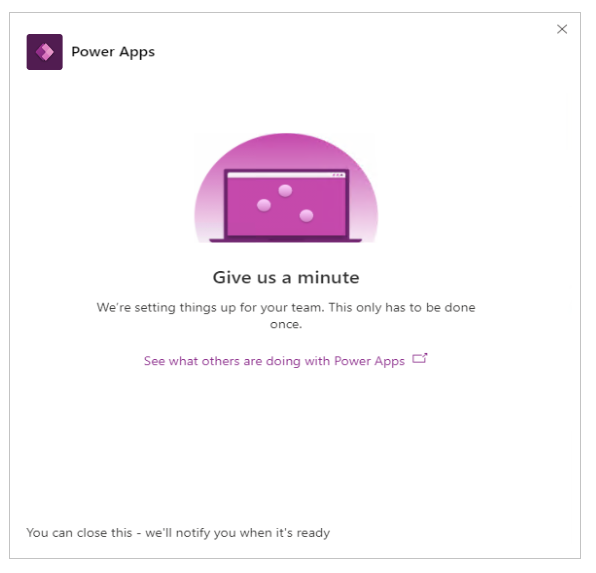 Power Apps
Give us a minute
We're setting things up for your team. This only has to be done
once.
See what others are doing with Power Apps
You can close this - we'll notify you when it's ready